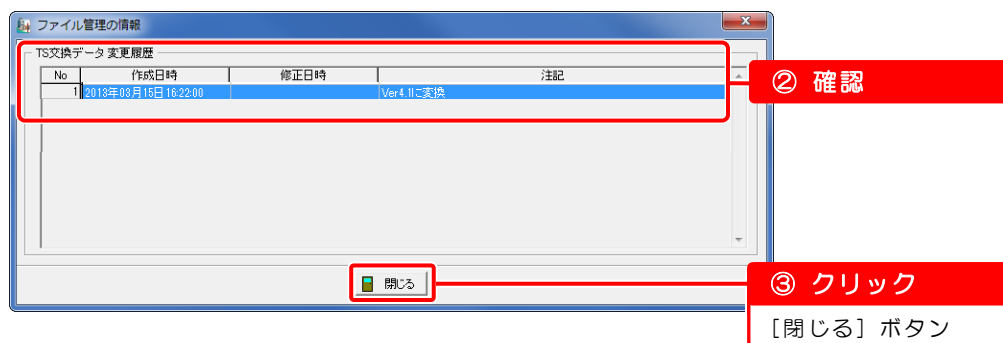 ファイル管理の情報
TS交換データ変更履歴
No 作成日時 修正日時 注記
1 2013年03月15日 16:22:00 Ver4.1に変換
② 確認
閉じる
③ クリック
［閉じる］ボタン